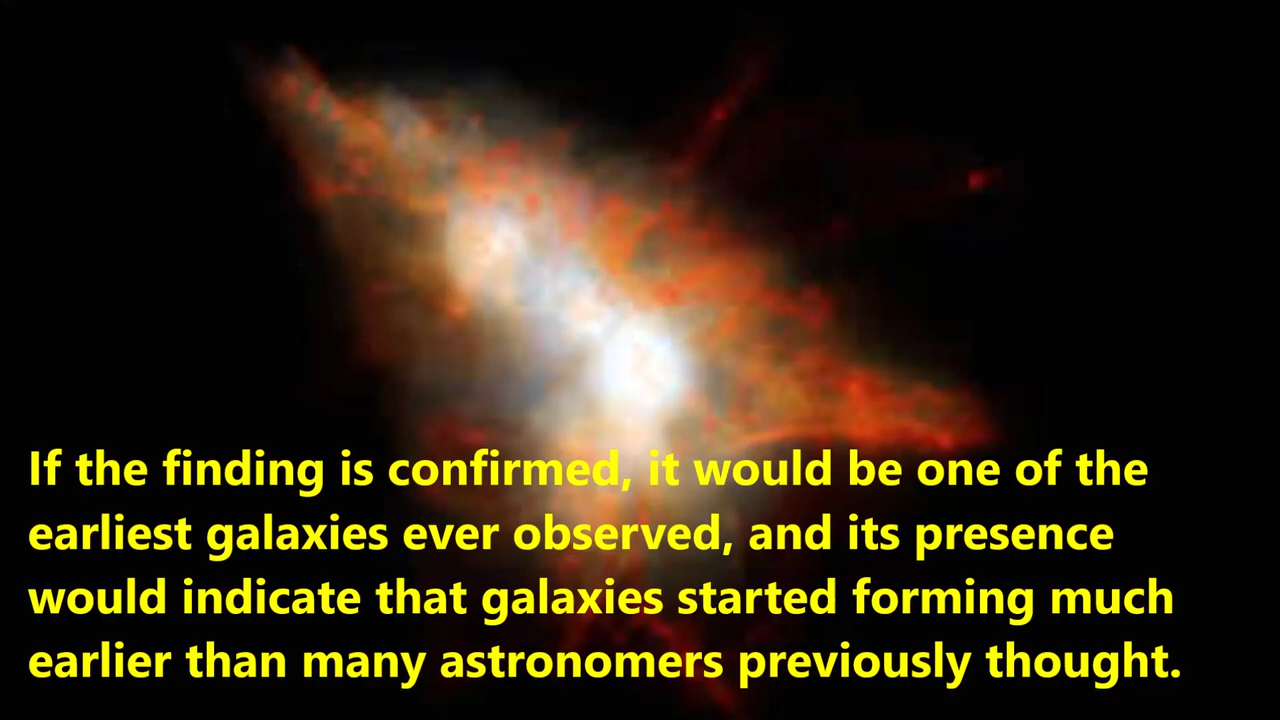 If the finding is confirmed, it would be one of the
earliest galaxies ever observed, and its presence
would indicate that galaxies started forming much
earlier than many astronomers previously thought.